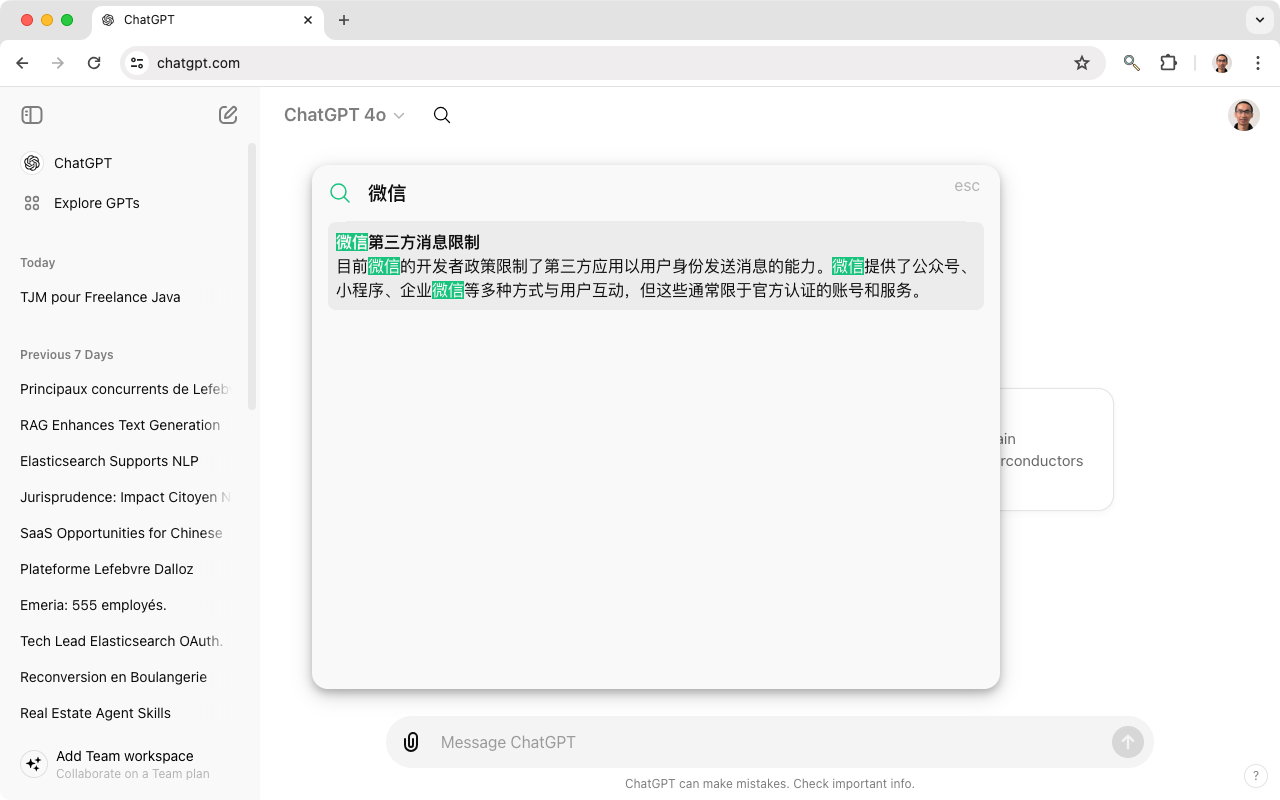 ChatGPT
chatgpt.com
ChatGPT
Explore GPTs
Today
TJM pour Freelance Java
Previous 7 Days
Principaux concurrents de Lefeb
RAG Enhances Text Generation
Elasticsearch Supports NLP
Jurisprudence: Impact Citoyen N
SaaS Opportunities for Chinese
Plateforme Lefebvre Dalloz
Emeria: 555 employés.
Tech Lead Elasticsearch OAuth.
Reconversion en Boulangerie
Real Estate Agent Skills
Add Team workspace
Collaborate on a Team plan
ChatGPT 4o
微信
esc
微信第三方消息限制
目前微信的开发者政策限制了第三方应用以用户身份发送消息的能力。微信提供了公众号、
小程序、企业微信等多种方式与用户互动，但这些通常限于官方认证的账号和服务。
ain
rconductors
Message ChatGPT
ChatGPT can make mistakes. Check important info.
?